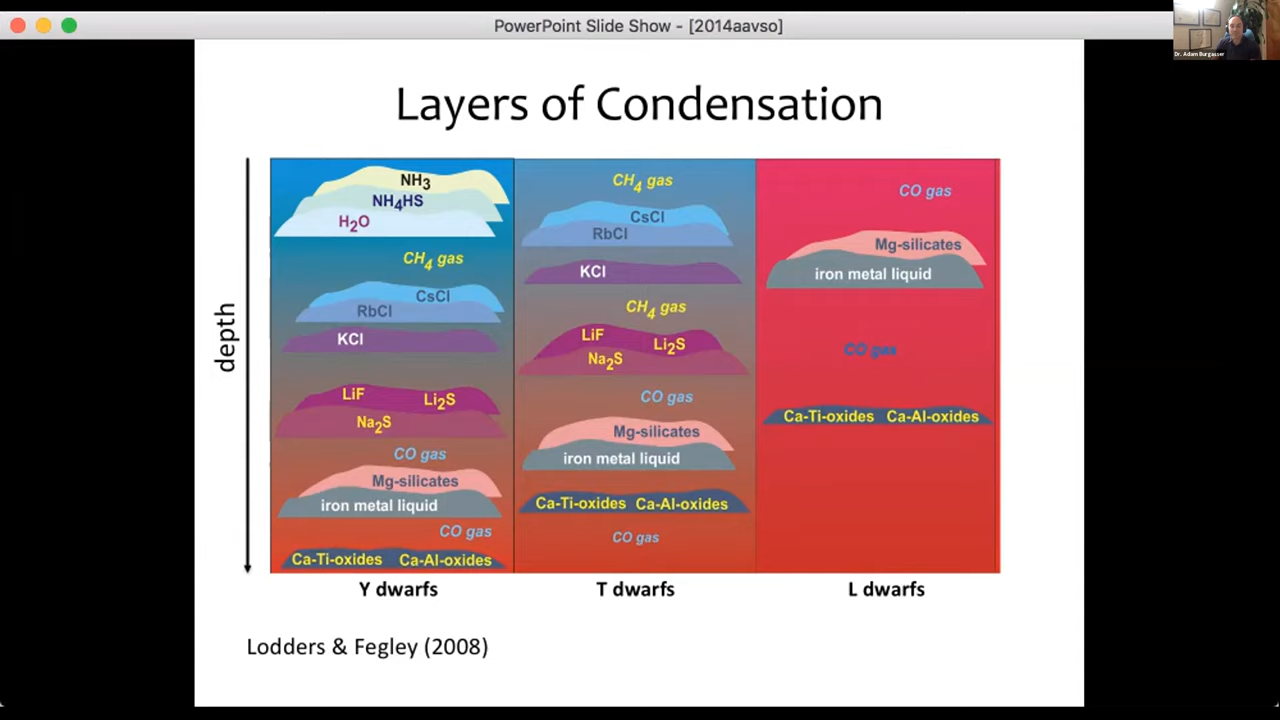 PowerPoint Slide Show - [2014aavso]
Dr. Adam Burgasser
Layers of Condensation
depth
NH3
NH4HS
H2O
CH4 gas
CsCl
RbCl
KCl
LiF
Li2S
Na2S
CO gas
Mg-silicates
iron metal liquid
CO gas
Ca-Ti-oxides Ca-Al-oxides
Y dwarfs
CH4 gas
CsCl
RbCl
KCl
CH4 gas
LiF
Li2S
Na2S
CO gas
Mg-silicates
iron metal liquid
Ca-Ti-oxides Ca-Al-oxides
CO gas
T dwarfs
CO gas
Mg-silicates
iron metal liquid
CO gas
Ca-Ti-oxides Ca-Al-oxides
L dwarfs
Lodders & Fegley (2008)